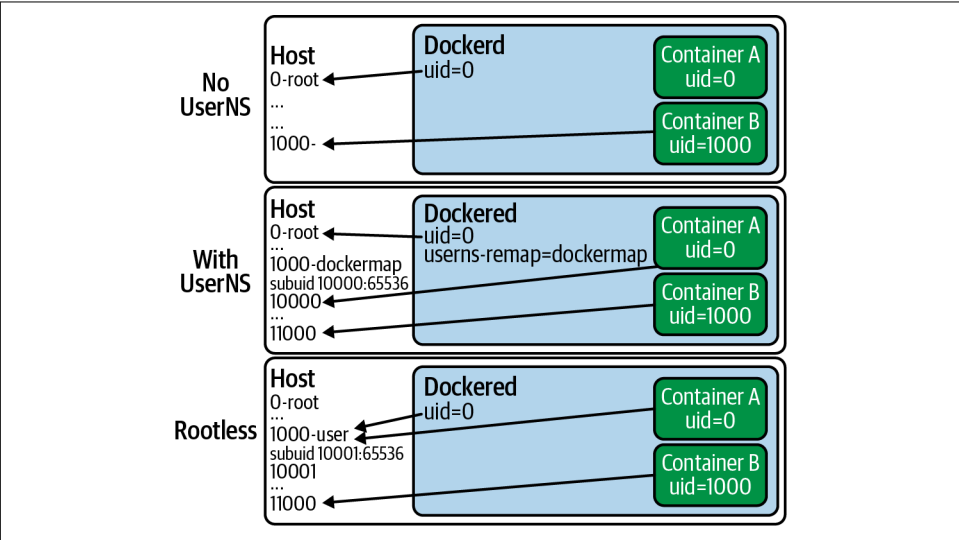 No
UserNS
Host
0-root
...
...
1000-
Dockerd
uid=0
Container A
uid=0
Container B
uid=1000
With
UserNS
Host
0-root
...
1000-dockermap
subuid 10000:65536
10000
...
11000
Dockered
uid=0
userns-remap=dockermap
Container A
uid=0
Container B
uid=1000
Rootless
Host
0-root
...
1000-user
subuid 10001:65536
10001
...
11000
Dockered
uid=0
Container A
uid=0
Container B
uid=1000